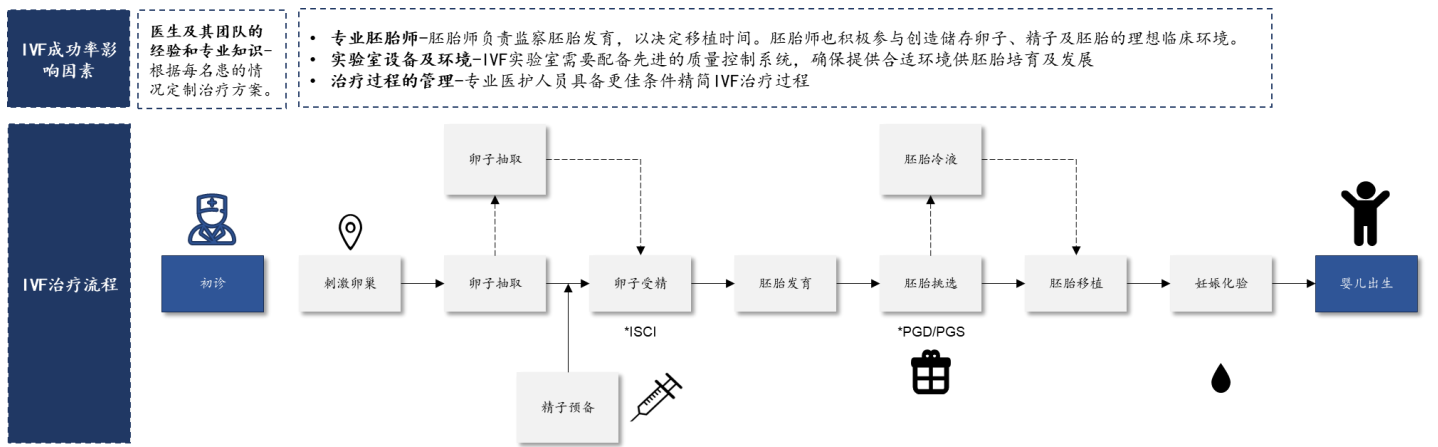 IVF成功率影
响因素
医生及其团队的
经验和专业知识-
根据每名患的情
况定制治疗方案。
• 专业胚胎师-胚胎师负责监察胚胎发育，以决定移植时间。胚胎师也积极参与创造储存卵子、精子及胚胎的理想临床环境。
• 实验室设备及环境-IVF实验室需要配备先进的质量控制系统，确保提供合适环境供胚胎培育及发展
• 治疗过程的管理-专业医护人员具备更佳条件精简IVF治疗过程
IVF治疗流程
卵子抽取
胚胎冷液
初诊
刺激卵巢
卵子抽取
卵子受精
胚胎发育
胚胎挑选
胚胎移植
妊娠化验
婴儿出生
*ISCI
*PGD/PGS
精子预备